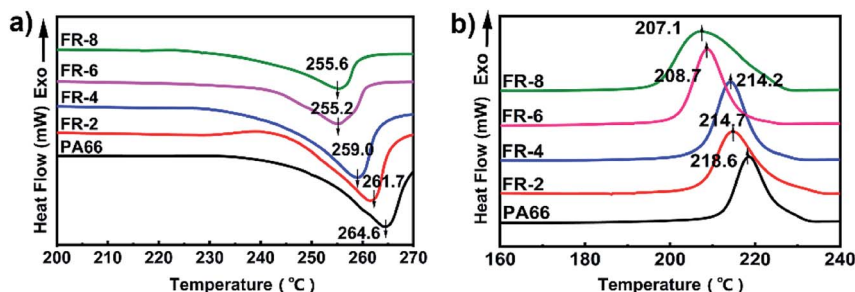 a)
Heat Flow (mW) Exo
FR-8
FR-6
FR-4
FR-2
PA66
255.6
255.2
259.0
261.7
264.6
200 210 220 230 240 250 260 270
Temperature (℃)
b)
Heat Flow (mW) Exo
FR-8
FR-6
FR-4
FR-2
PA66
207.1
208.7
214.2
214.7
218.6
160 180 200 220 240
Temperature (℃)